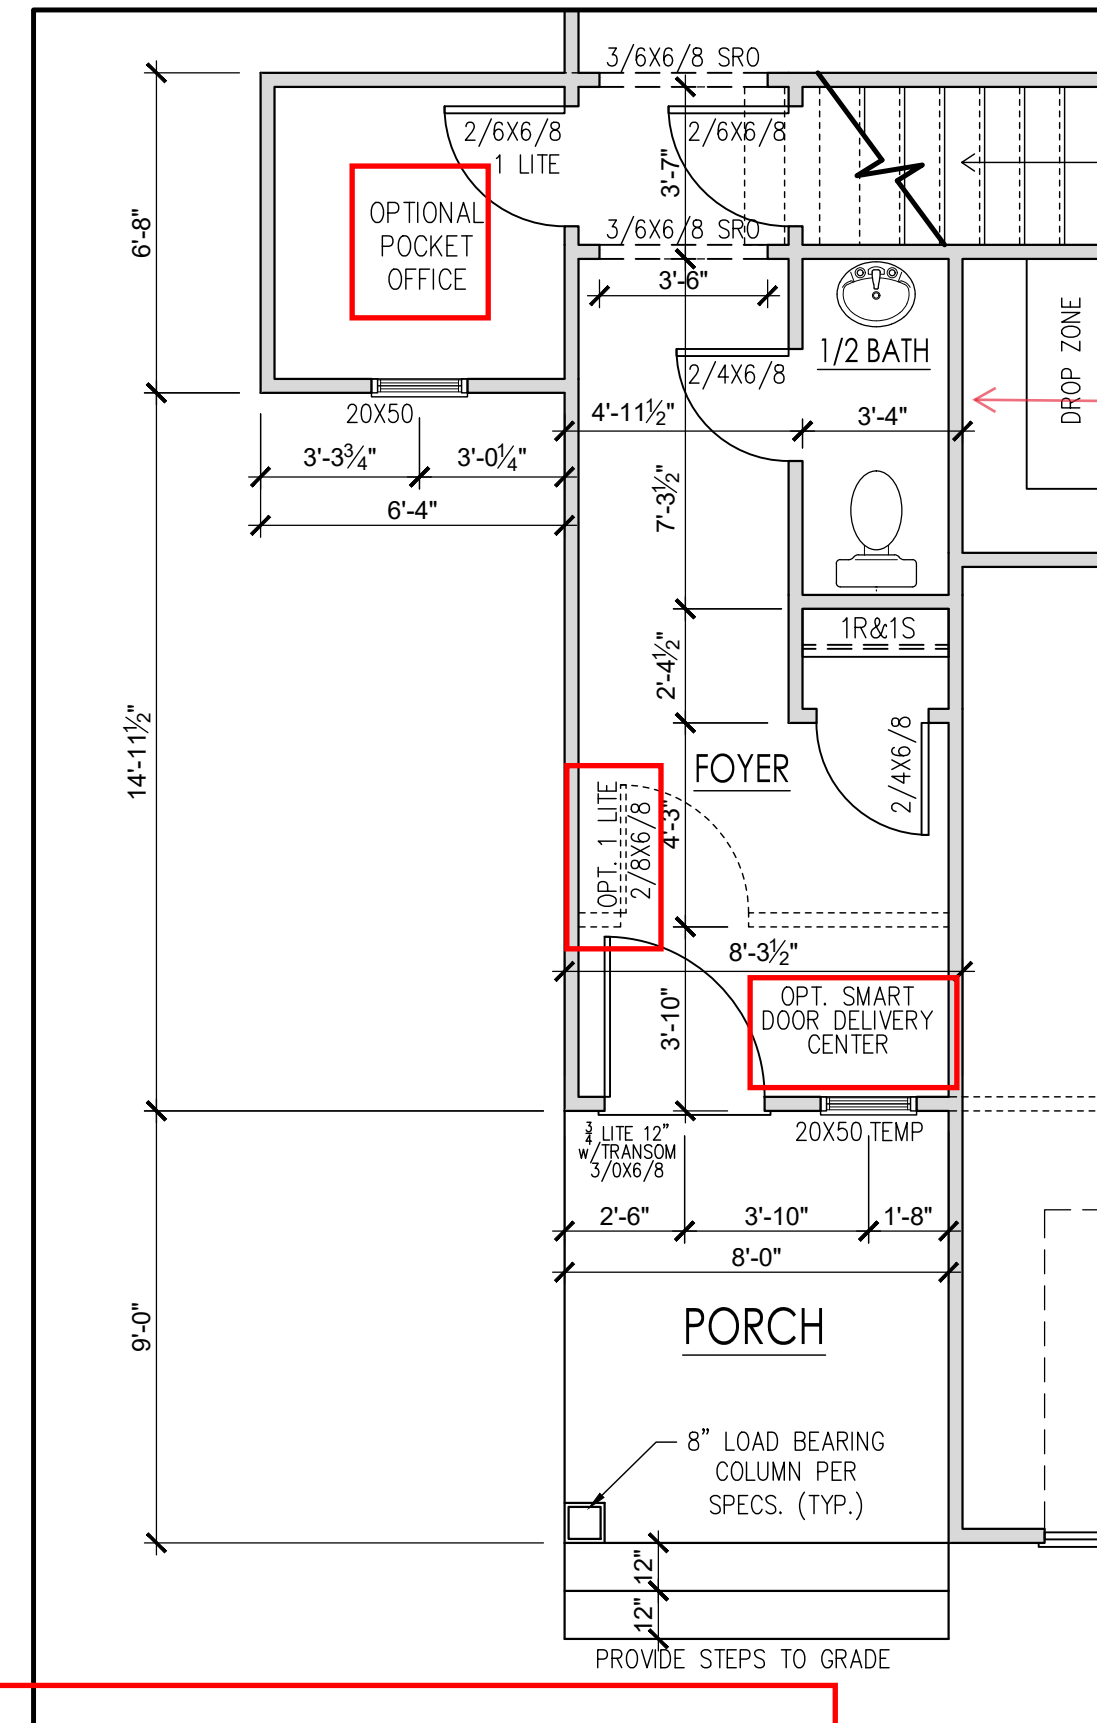 3/6X6/8 SRO
2/6X6/8
1 LITE
2/6X6/8
3'-7"
6'-8"
OPTIONAL
POCKET
OFFICE
3/6X6/8 SRO
3'-6"
1/2 BATH
DROP ZONE
2/4X6/8
20X50
4'-11½"
3'-4"
3'-3¾"
3'-0¼"
6'-4"
7'-3½"
1R&1S
2'-4½"
14'-11½"
FOYER
2/4X6/8
OPT. 1 LITE
2/8X6/8
4'-3"
8'-3½"
3'-10"
OPT. SMART
DOOR DELIVERY
CENTER
¾ LITE 12"
w/TRANSOM
3/0X6/8
20X50 TEMP
2'-6"
3'-10"
1'-8"
8'-0"
9'-0"
PORCH
8" LOAD BEARING
COLUMN PER
SPECS. (TYP.)
12"
12"
PROVIDE STEPS TO GRADE